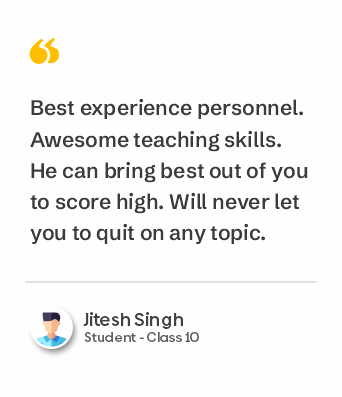 Best experience personnel.
Awesome teaching skills.
He can bring best out of you
to score high. Will never let
you to quit on any topic.
Jitesh Singh
Student - Class 10